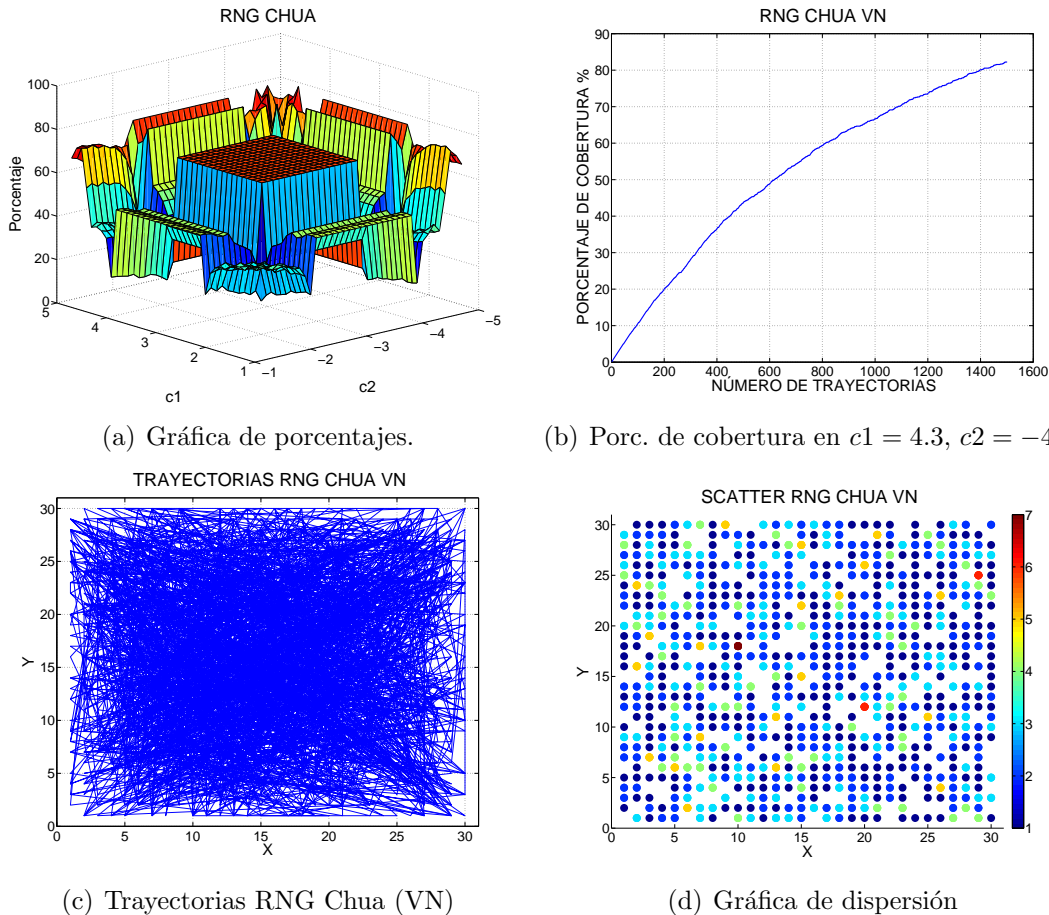 RNG CHUA
100
80
60
40
20
0
Porcentaje
5
4
3
2
1
c1
−1
−2
−3
−4
−5
c2
(a) Gráfica de porcentajes.
RNG CHUA VN
90
80
70
60
50
40
30
20
10
0
PORCENTAJE DE COBERTURA %
0 200 400 600 800 1000 1200 1400 1600
NÚMERO DE TRAYECTORIAS
(b) Porc. de cobertura en c1 = 4.3, c2 = −4
TRAYECTORIAS RNG CHUA VN
30
25
20
15
10
5
0
Y
0 5 10 15 20 25 30
X
(c) Trayectorias RNG Chua (VN)
SCATTER RNG CHUA VN
30
25
20
15
10
5
0
Y
0 5 10 15 20 25 30
X
7
6
5
4
3
2
1
(d) Gráfica de dispersión